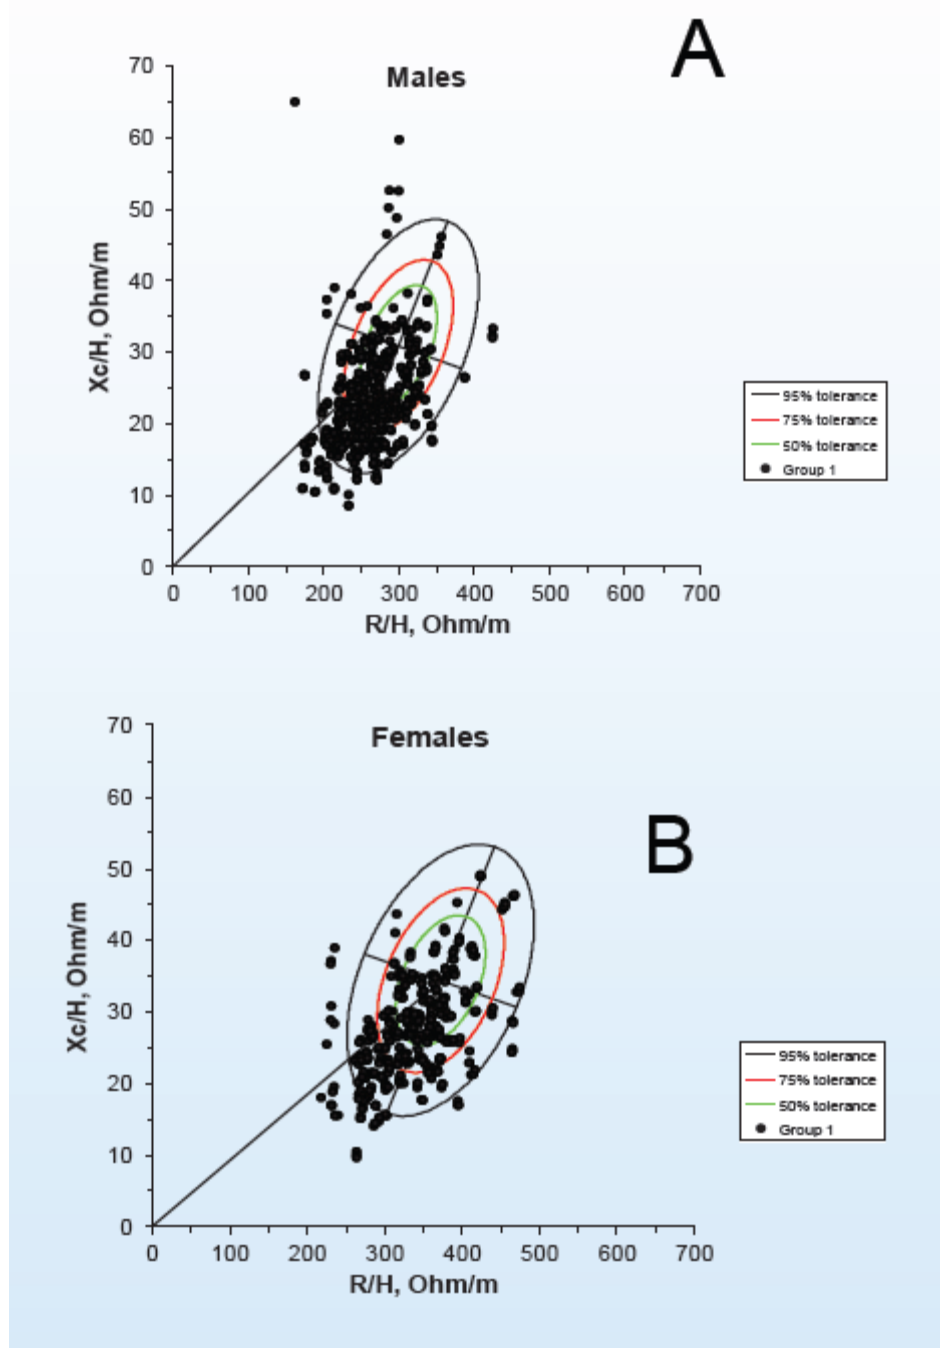 A
Males
70
60
50
40
30
20
10
0
Xc/H, Ohm/m
0 100 200 300 400 500 600 700
R/H, Ohm/m
95% tolerance
75% tolerance
50% tolerance
Group 1
Females
B
70
60
50
40
30
20
10
0
Xc/H, Ohm/m
0 100 200 300 400 500 600 700
R/H, Ohm/m
95% tolerance
75% tolerance
50% tolerance
Group 1